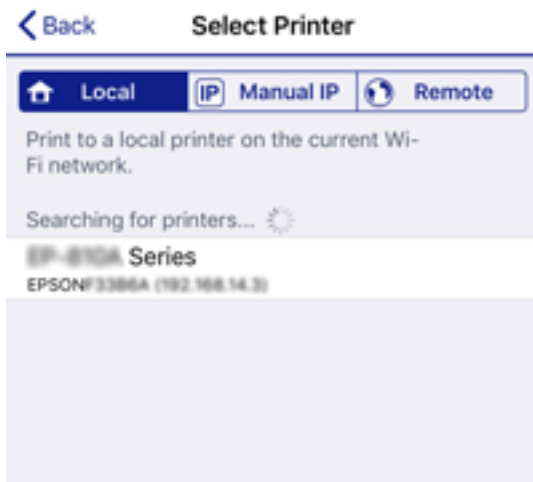 Back Select Printer
Local IP Manual IP Remote
Print to a local printer on the current Wi-
Fi network.
Searching for printers...
Series
EPSON